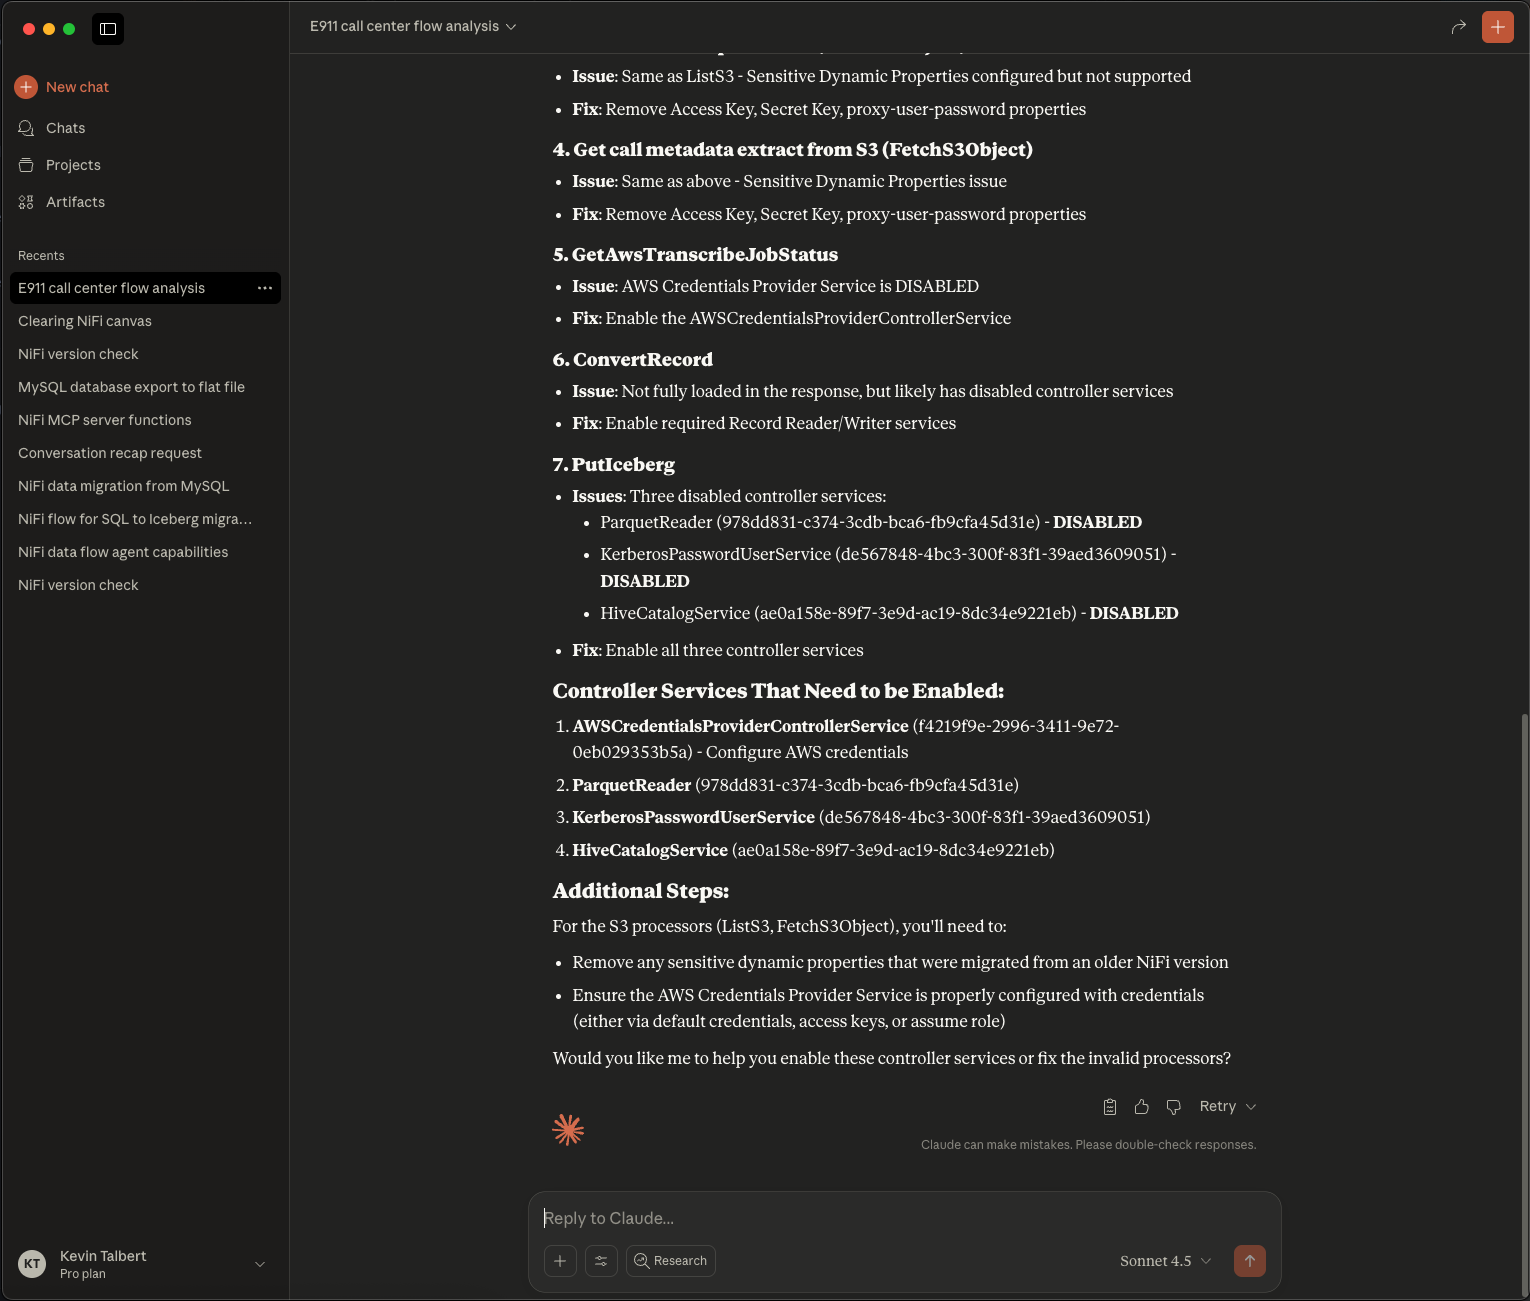 E911 call center flow analysis
New chat
Chats
Projects
Artifacts
Recents
E911 call center flow analysis
Clearing NiFi canvas
NiFi version check
MySQL database export to flat file
NiFi MCP server functions
Conversation recap request
NiFi data migration from MySQL
NiFi flow for SQL to Iceberg migra...
NiFi data flow agent capabilities
NiFi version check
KT
Kevin Talbert
Pro plan
• Issue: Same as ListS3 - Sensitive Dynamic Properties configured but not supported
• Fix: Remove Access Key, Secret Key, proxy-user-password properties
4. Get call metadata extract from S3 (FetchS3Object)
• Issue: Same as above - Sensitive Dynamic Properties issue
• Fix: Remove Access Key, Secret Key, proxy-user-password properties
5. GetAwsTranscribeJobStatus
• Issue: AWS Credentials Provider Service is DISABLED
• Fix: Enable the AWSCredentialsProviderControllerService
6. ConvertRecord
• Issue: Not fully loaded in the response, but likely has disabled controller services
• Fix: Enable required Record Reader/Writer services
7. PutIceberg
• Issues: Three disabled controller services:
• ParquetReader (978dd831-c374-3cdb-bca6-fb9cfa45d31e) - DISABLED
• KerberosPasswordUserService (de567848-4bc3-300f-83f1-39aed3609051) -
DISABLED
• HiveCatalogService (ae0a158e-89f7-3e9d-ac19-8dc34e9221eb) - DISABLED
• Fix: Enable all three controller services
Controller Services That Need to be Enabled:
1. AWSCredentialsProviderControllerService (f4219f9e-2996-3411-9e72-
0eb029353b5a) - Configure AWS credentials
2. ParquetReader (978dd831-c374-3cdb-bca6-fb9cfa45d31e)
3. KerberosPasswordUserService (de567848-4bc3-300f-83f1-39aed3609051)
4. HiveCatalogService (ae0a158e-89f7-3e9d-ac19-8dc34e9221eb)
Additional Steps:
For the S3 processors (ListS3, FetchS3Object), you'll need to:
• Remove any sensitive dynamic properties that were migrated from an older NiFi version
• Ensure the AWS Credentials Provider Service is properly configured with credentials
(either via default credentials, access keys, or assume role)
Would you like me to help you enable these controller services or fix the invalid processors?
Retry
Claude can make mistakes. Please double-check responses.
Reply to Claude...
Research
Sonnet 4.5